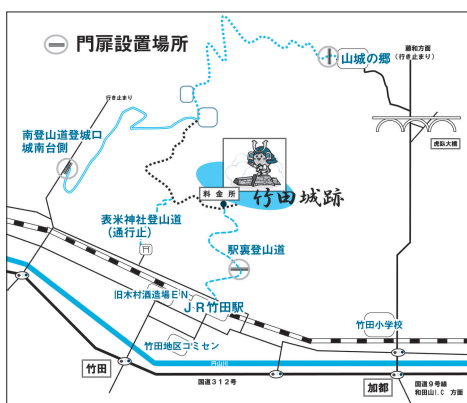 門扉設置場所
藤和方面
(行き止まり)
山城の郷
行き止まり
虎臥大橋
南登山道登城口
城南台側
料金所
竹田城跡
表米神社登山道
(通行止)
駅裏登山道
旧木村酒造場EN
JR竹田駅
竹田小学校
竹田地区コミセン
円山川
竹田
国道312号
加都
国道9号線
和田山I.C 方面